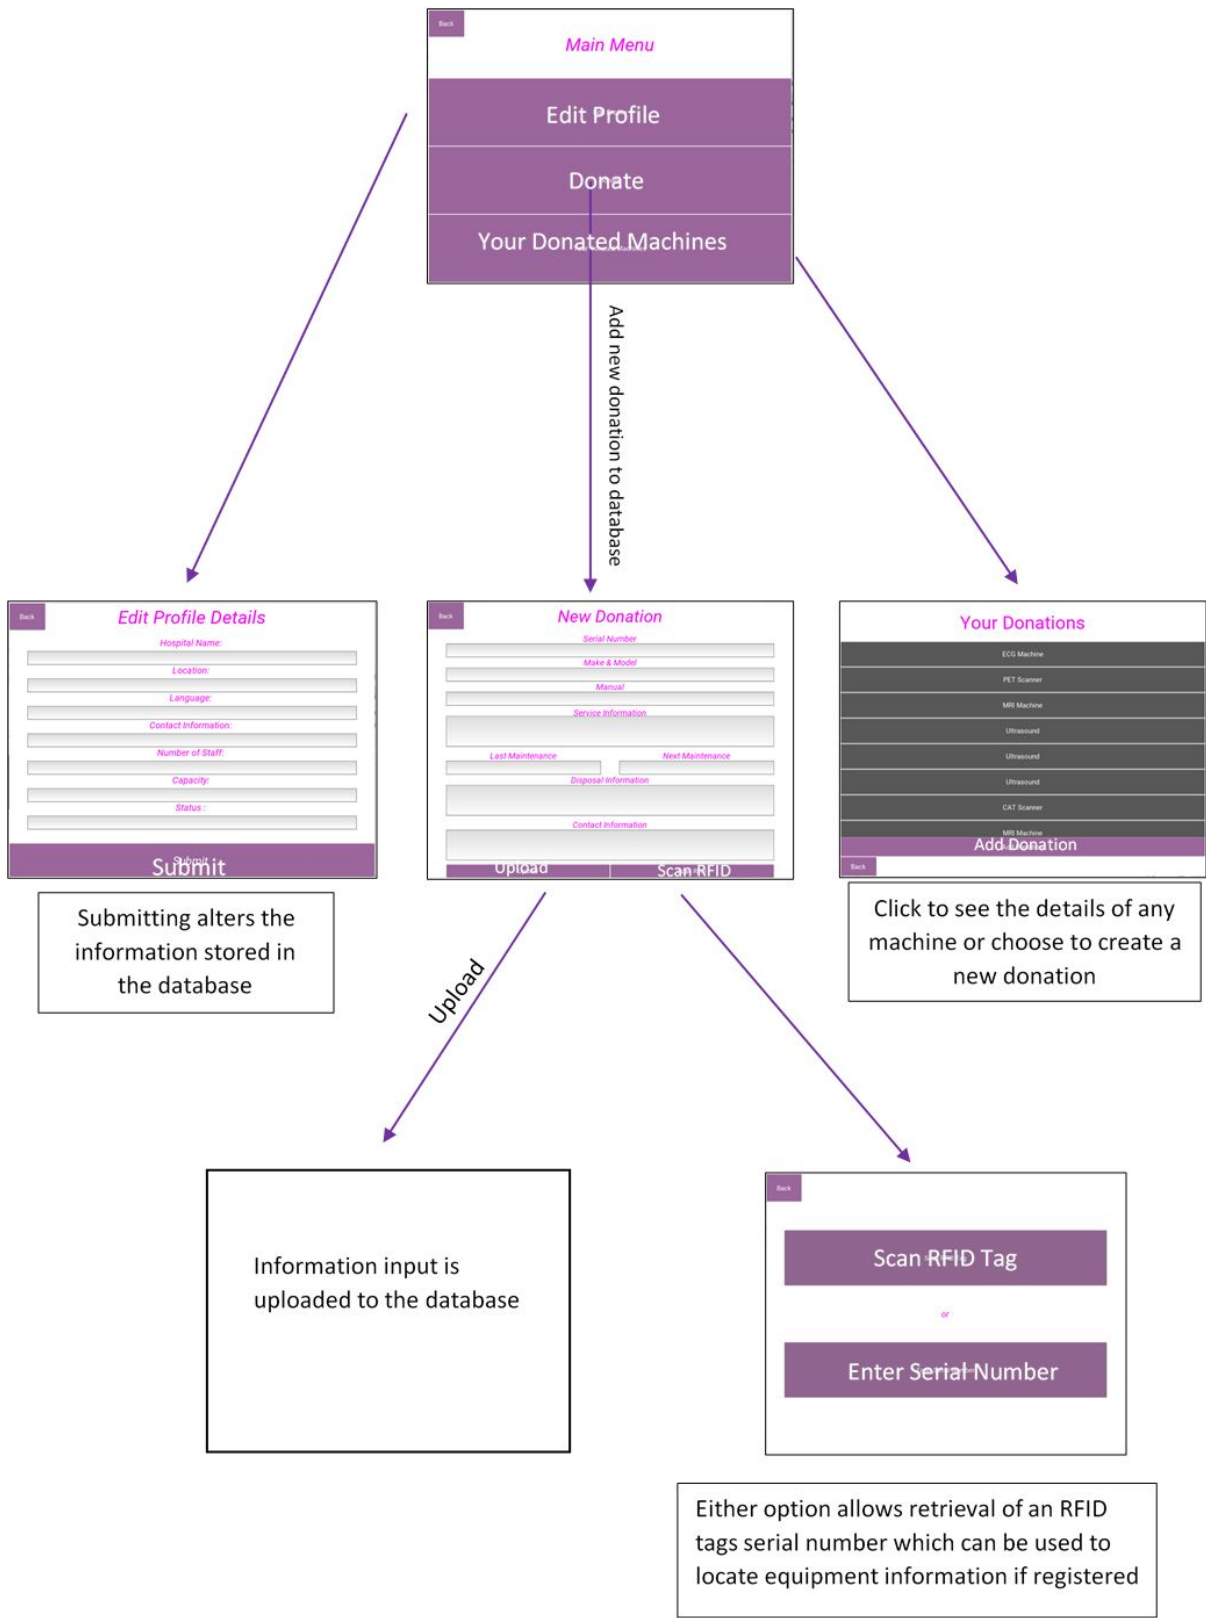 Back
Main Menu
Edit Profile
Donate
Your Donated Machines
Add new donation to database
Back
Edit Profile Details
Hospital Name:
Location:
Language:
Contact Information:
Number of Staff:
Capacity:
Status :
Submit
Submit
Submitting alters the
information stored in
the database
Back
New Donation
Serial Number
Make & Model
Manual
Service Information
Last Maintenance
Next Maintenance
Disposal Information
Contact Information
Upload
Scan RFID
Your Donations
ECG Machine
PET Scanner
MRI Machine
Ultrasound
Ultrasound
Ultrasound
CAT Scanner
MRI Machine
Add Donation
Back
Click to see the details of any
machine or choose to create a
new donation
Upload
Information input is
uploaded to the database
Back
Scan RFID Tag
or
Enter Serial Number
Either option allows retrieval of an RFID
tags serial number which can be used to
locate equipment information if registered